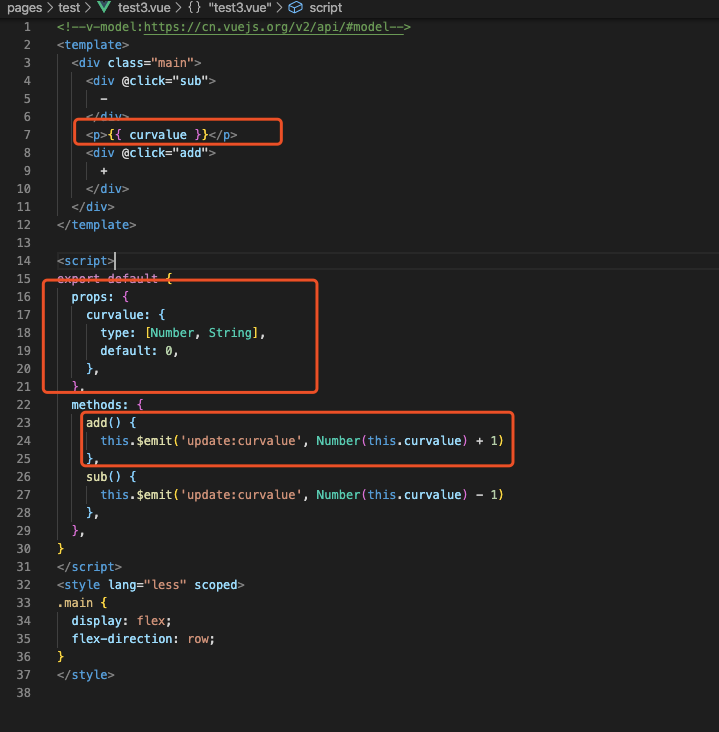 pages > test > test3.vue > {} "test3.vue" > script
1 <!--v-model:https://cn.vuejs.org/v2/api/#model-->
2 <template>
3 <div class="main">
4 <div @click="sub">
5 −
6 </div>
7 <p>{{ curvalue }}</p>
8 <div @click="add">
9 +
10 </div>
11 </div>
12 </template>
13
14 <script>
15 export default {
16 props: {
17 curvalue: {
18 type: [Number, String],
19 default: 0,
20 },
21 },
22 methods: {
23 add() {
24 this.$emit('update:curvalue', Number(this.curvalue) + 1)
25 },
26 sub() {
27 this.$emit('update:curvalue', Number(this.curvalue) − 1)
28 },
29 },
30 }
31 </script>
32 <style lang="less" scoped>
33 .main {
34 display: flex;
35 flex-direction: row;
36 }
37 </style>
38